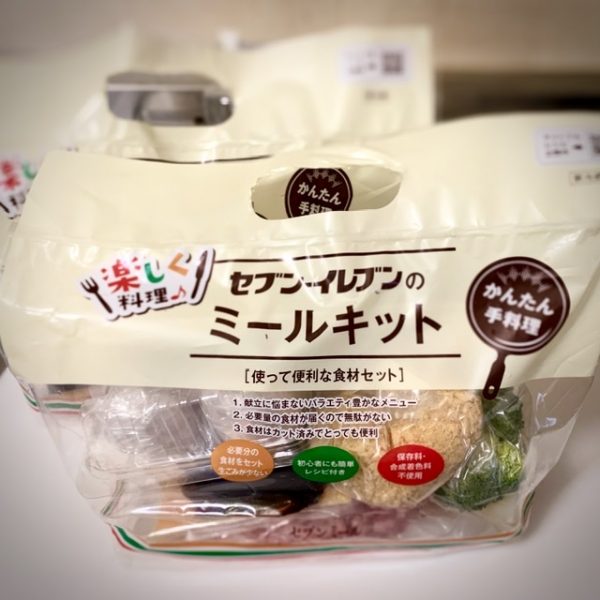 かんたん
手料理
楽しく
料理♪
セブン-イレブンの
ミールキット
[使って便利な食材セット]
かんたん
手料理
1. 献立に悩まないバラエティ豊かなメニュー
2. 必要量の食材が届くので無駄がない
3. 食材はカット済みでとっても便利
必要分の
食材をセット
生ごみが少ない
初心者にも簡単
レシピ付き
保存料・
合成着色料
不使用
セブンミール